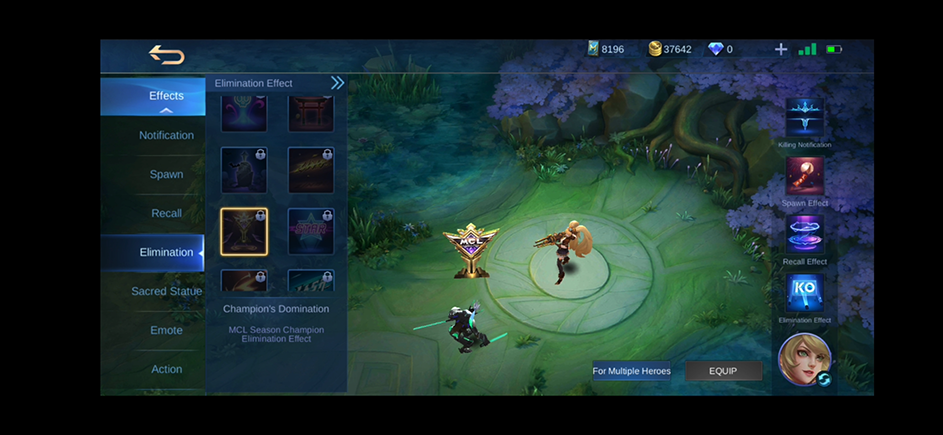 8196
37642
0
Effects
Elimination Effect
Notification
Spawn
Recall
Elimination
Sacred Statue
Emote
Action
STAR
Champion's Domination
MCL Season Champion
Elimination Effect
MCL
For Multiple Heroes
EQUIP
Killing Notification
Spawn Effect
Recall Effect
KO
Elimination Effect